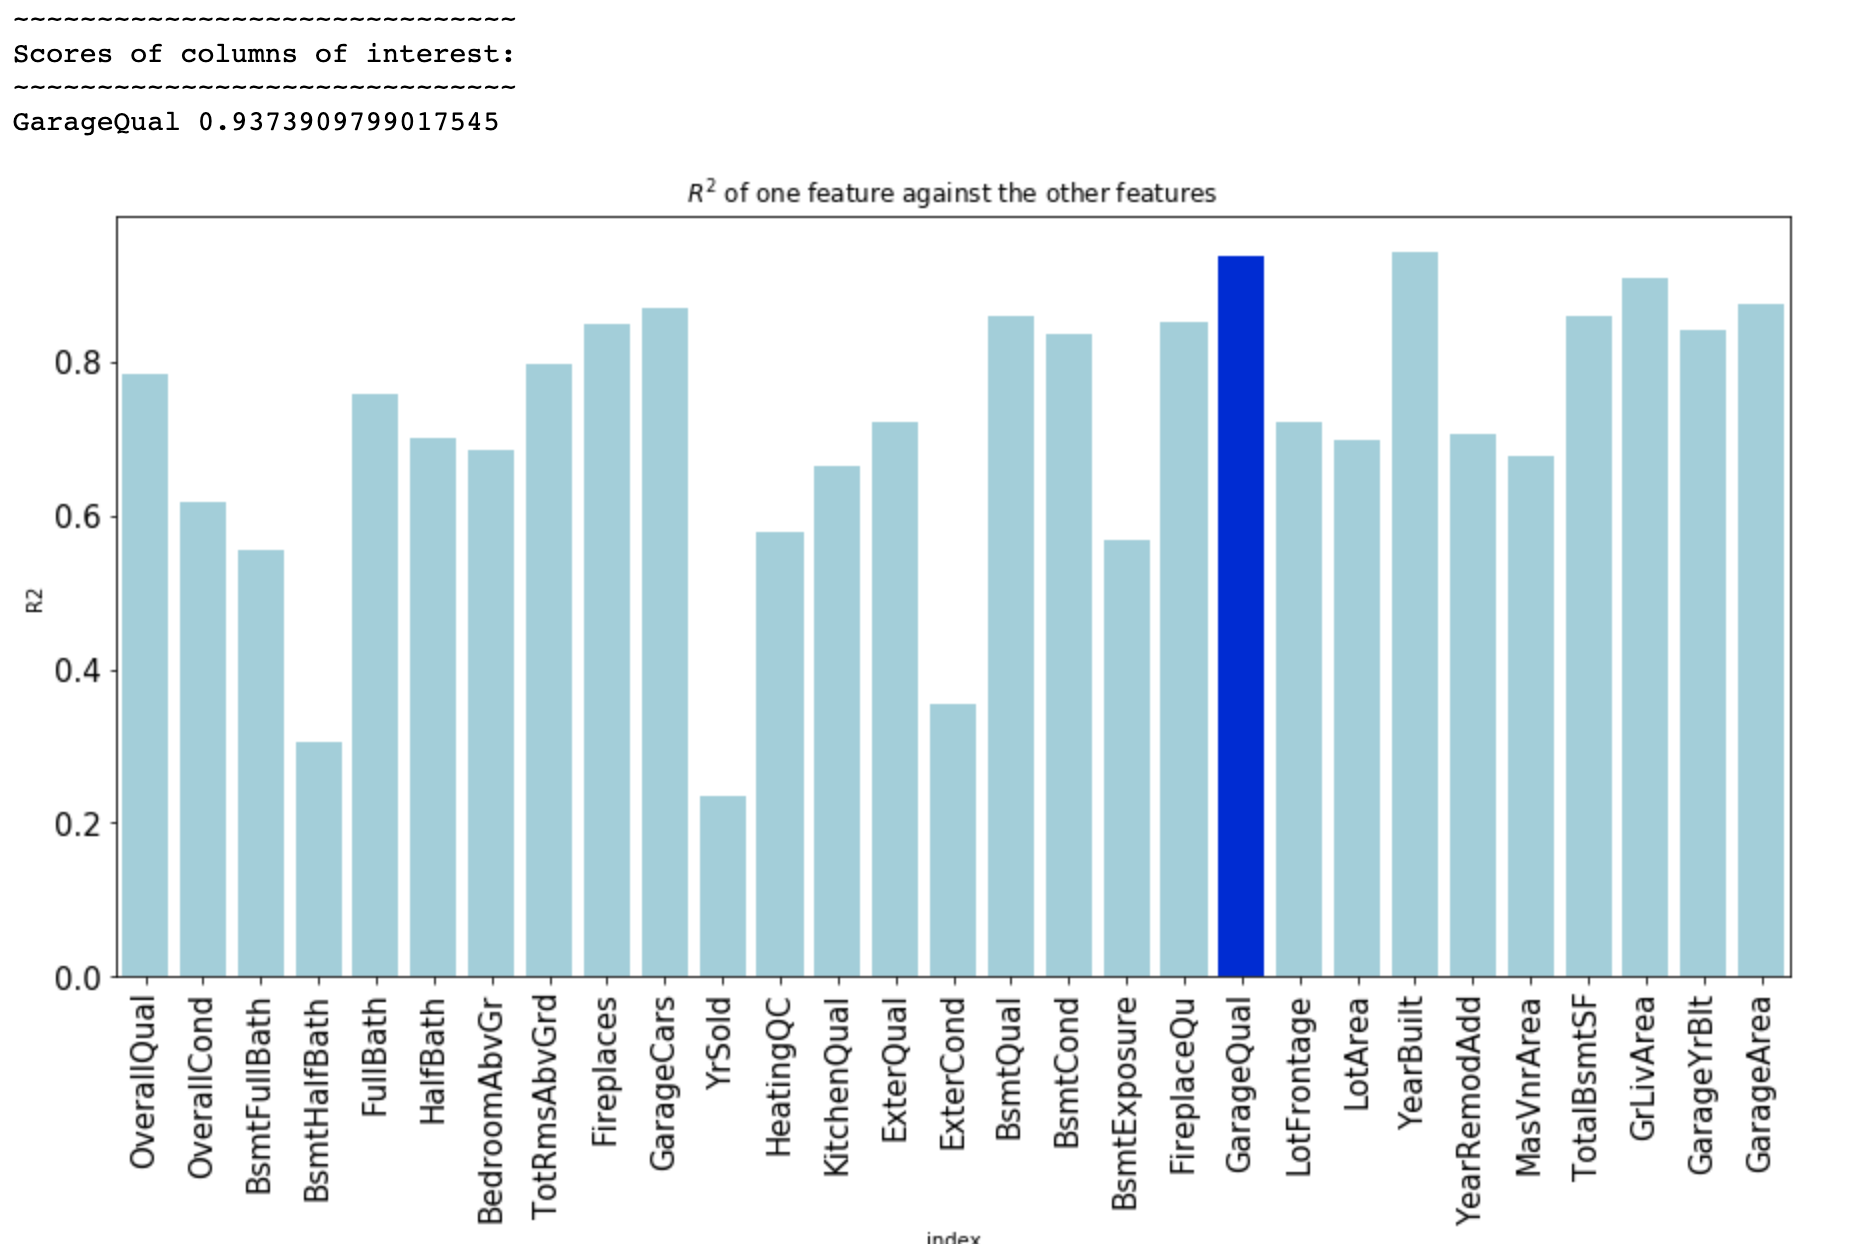 ~~~~~~~~~~~~~~~~~~~~~~~~~~~~~~
Scores of columns of interest:
~~~~~~~~~~~~~~~~~~~~~~~~~~~~~~
GarageQual 0.9373909799017545
R² of one feature against the other features
R2
0.8
0.6
0.4
0.2
0.0
OverallQual
OverallCond
BsmtFullBath
BsmtHalfBath
FullBath
HalfBath
BedroomAbvGr
TotRmsAbvGrd
Fireplaces
GarageCars
YrSold
HeatingQC
KitchenQual
ExterQual
ExterCond
BsmtQual
BsmtCond
BsmtExposure
FireplaceQu
GarageQual
LotFrontage
LotArea
YearBuilt
YearRemodAdd
MasVnrArea
TotalBsmtSF
GrLivArea
GarageYrBlt
GarageArea
index